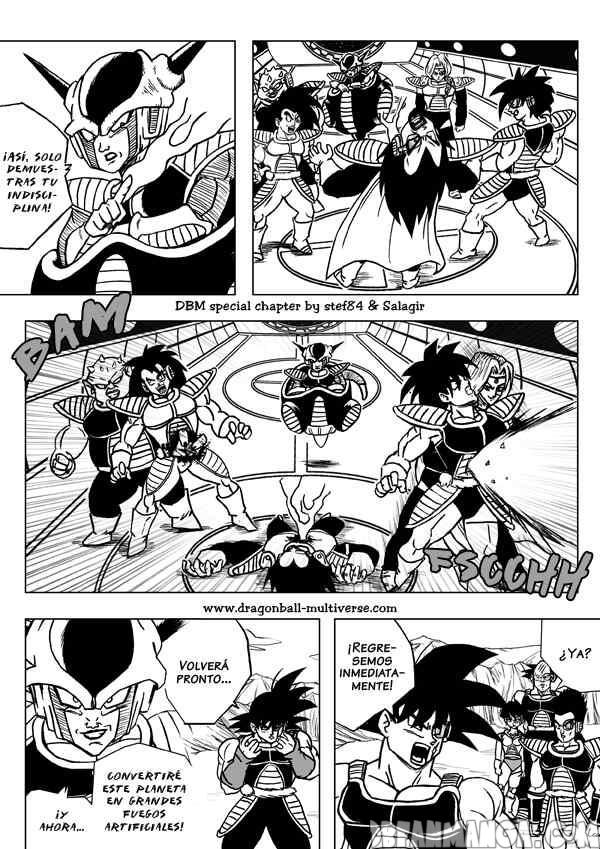 ¡ASÍ, SOLO
DEMUES-
TRAS TU
INDISCI-
PLINA!
DBM special chapter by stef84 & Salagir
BAM
FSCCHH
www.dragonball-multiverse.com
VOLVERÁ
PRONTO...
CONVERTIRÉ
ESTE PLANETA
EN GRANDES
FUEGOS
ARTIFICIALES!
¡Y
AHORA...
¡REGRE-
SEMOS
INMEDIATA-
MENTE!
¿YA?